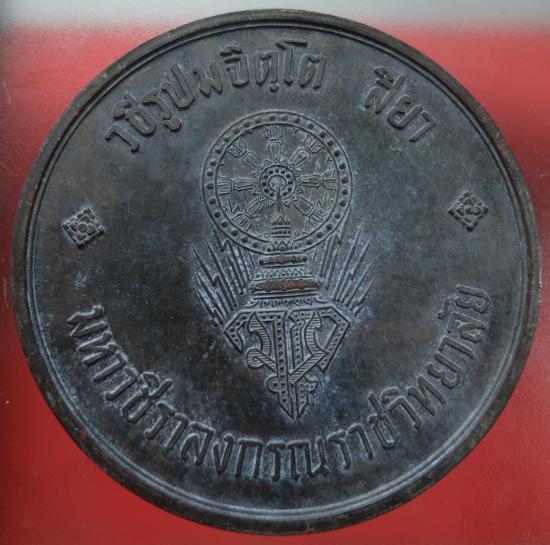 วชิรูปมจิตฺโต สียา
มหาวชิราลงกรณราชวิทยาลัย